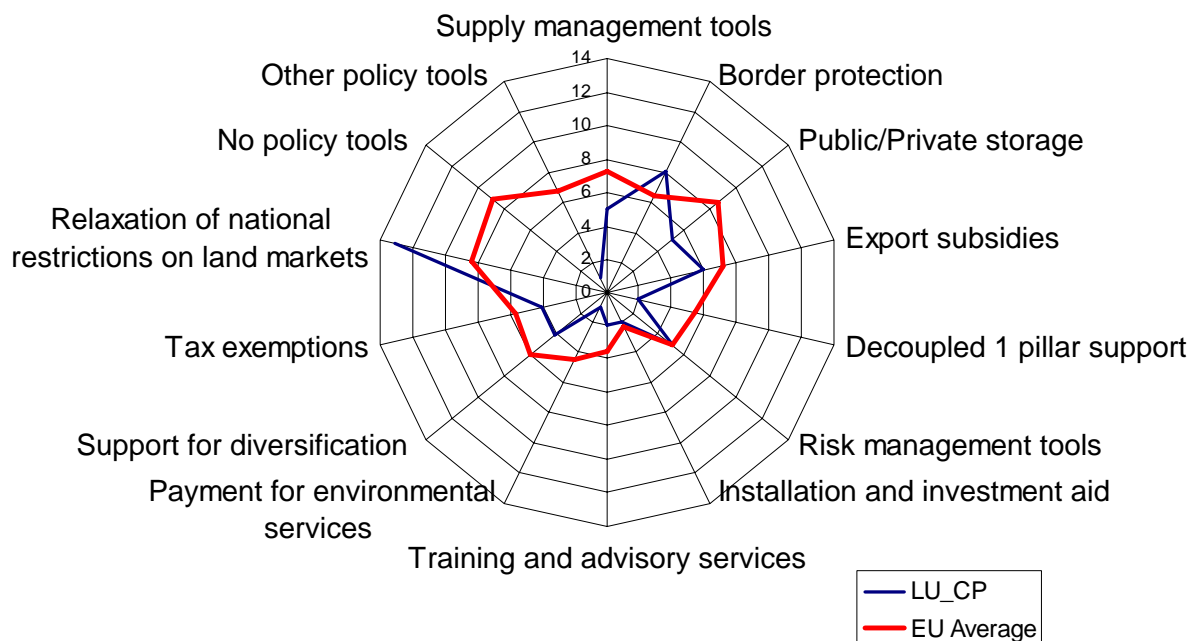 Supply management tools
14
Other policy tools
Border protection
12
No policy tools
10
Public/Private storage
8
6
Relaxation of national
restrictions on land markets
4
Export subsidies
2
0
Tax exemptions
Decoupled 1 pillar support
Support for diversification
Risk management tools
Payment for environmental
services
Installation and investment aid
Training and advisory services
LU_CP
EU Average